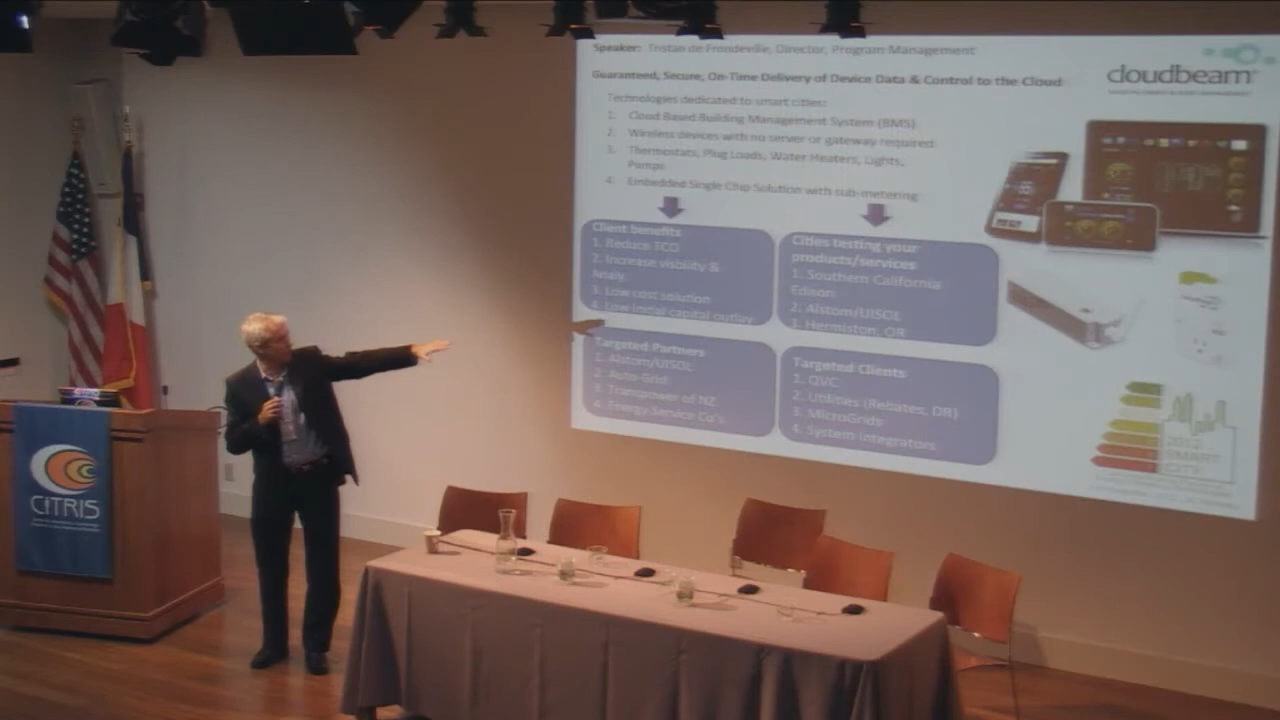 Speaker: Tristan de Frondeville, Director, Program Management
cloudbeam
Guaranteed, Secure, On-Time Delivery of Device Data & Control to the Cloud
Technologies dedicated to smart cities:
1. Cloud Based Building Management System (BMS)
2. Wireless devices with no server or gateway required
3. Thermostats, Plug Loads, Water Heaters, Lights,
Pumps
4. Embedded Single Chip Solution with sub-metering
Client benefits
1. Reduce TCO
2. Increase visibility &
Analy.
3. Low cost solution
4. Low initial capital outlay
Cities testing your
products/services
1. Southern California
Edison
2. Alstom/UISOL
3. Hermiston, OR
Targeted Partners
1. Alstom/UISOL
2. Auto-Grid
3. Transpower of NZ
4. Energy Service Co's
Targeted Clients
1. QVC
2. Utilities (Rebates, DR)
3. MicroGrids
4. System Integrators
2012
SMART
CITY
CiTRIS